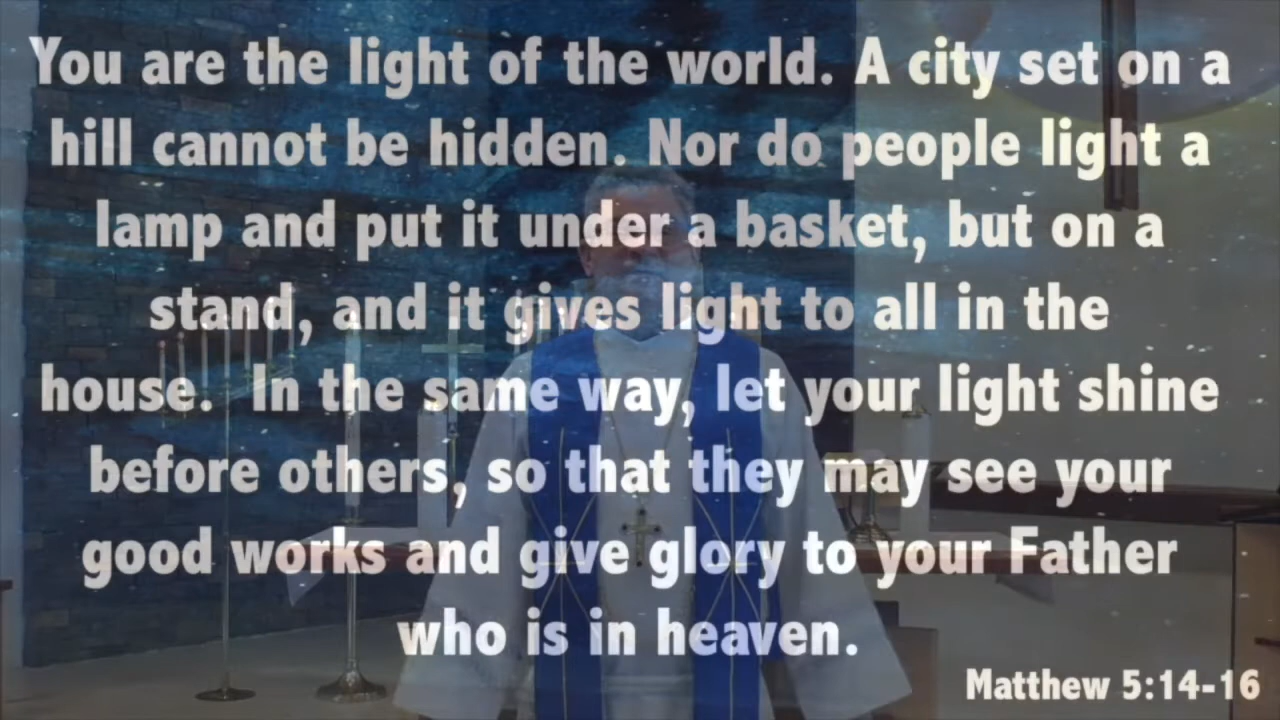 You are the light of the world. A city set on a
hill cannot be hidden. Nor do people light a
lamp and put it under a basket, but on a
stand, and it gives light to all in the
house.  In the same way, let your light shine
before others, so that they may see your
good works and give glory to your Father
who is in heaven.
Matthew 5:14-16